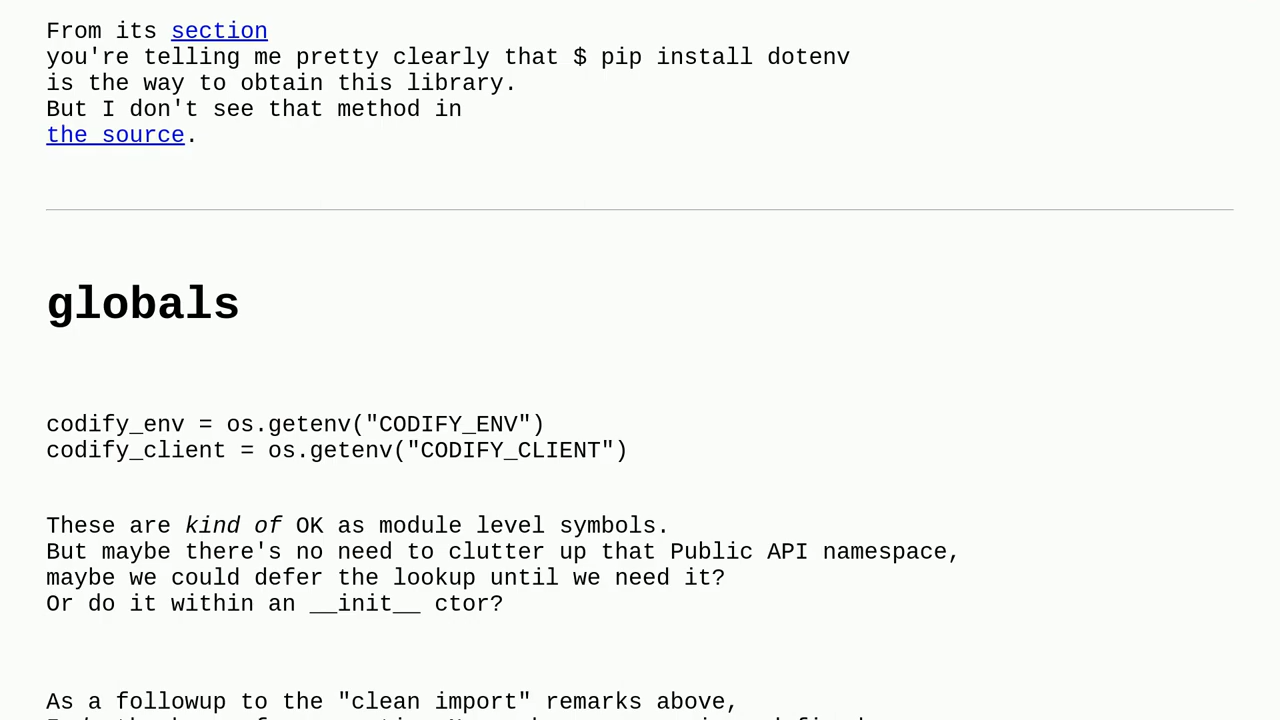 From its section
you're telling me pretty clearly that $ pip install dotenv
is the way to obtain this library.
But I don't see that method in
the source.
globals
codify_env = os.getenv("CODIFY_ENV")
codify_client = os.getenv("CODIFY_CLIENT")
These are kind of OK as module level symbols.
But maybe there's no need to clutter up that Public API namespace,
maybe we could defer the lookup until we need it?
Or do it within an __init__ ctor?
As a followup to the "clean import" remarks above,